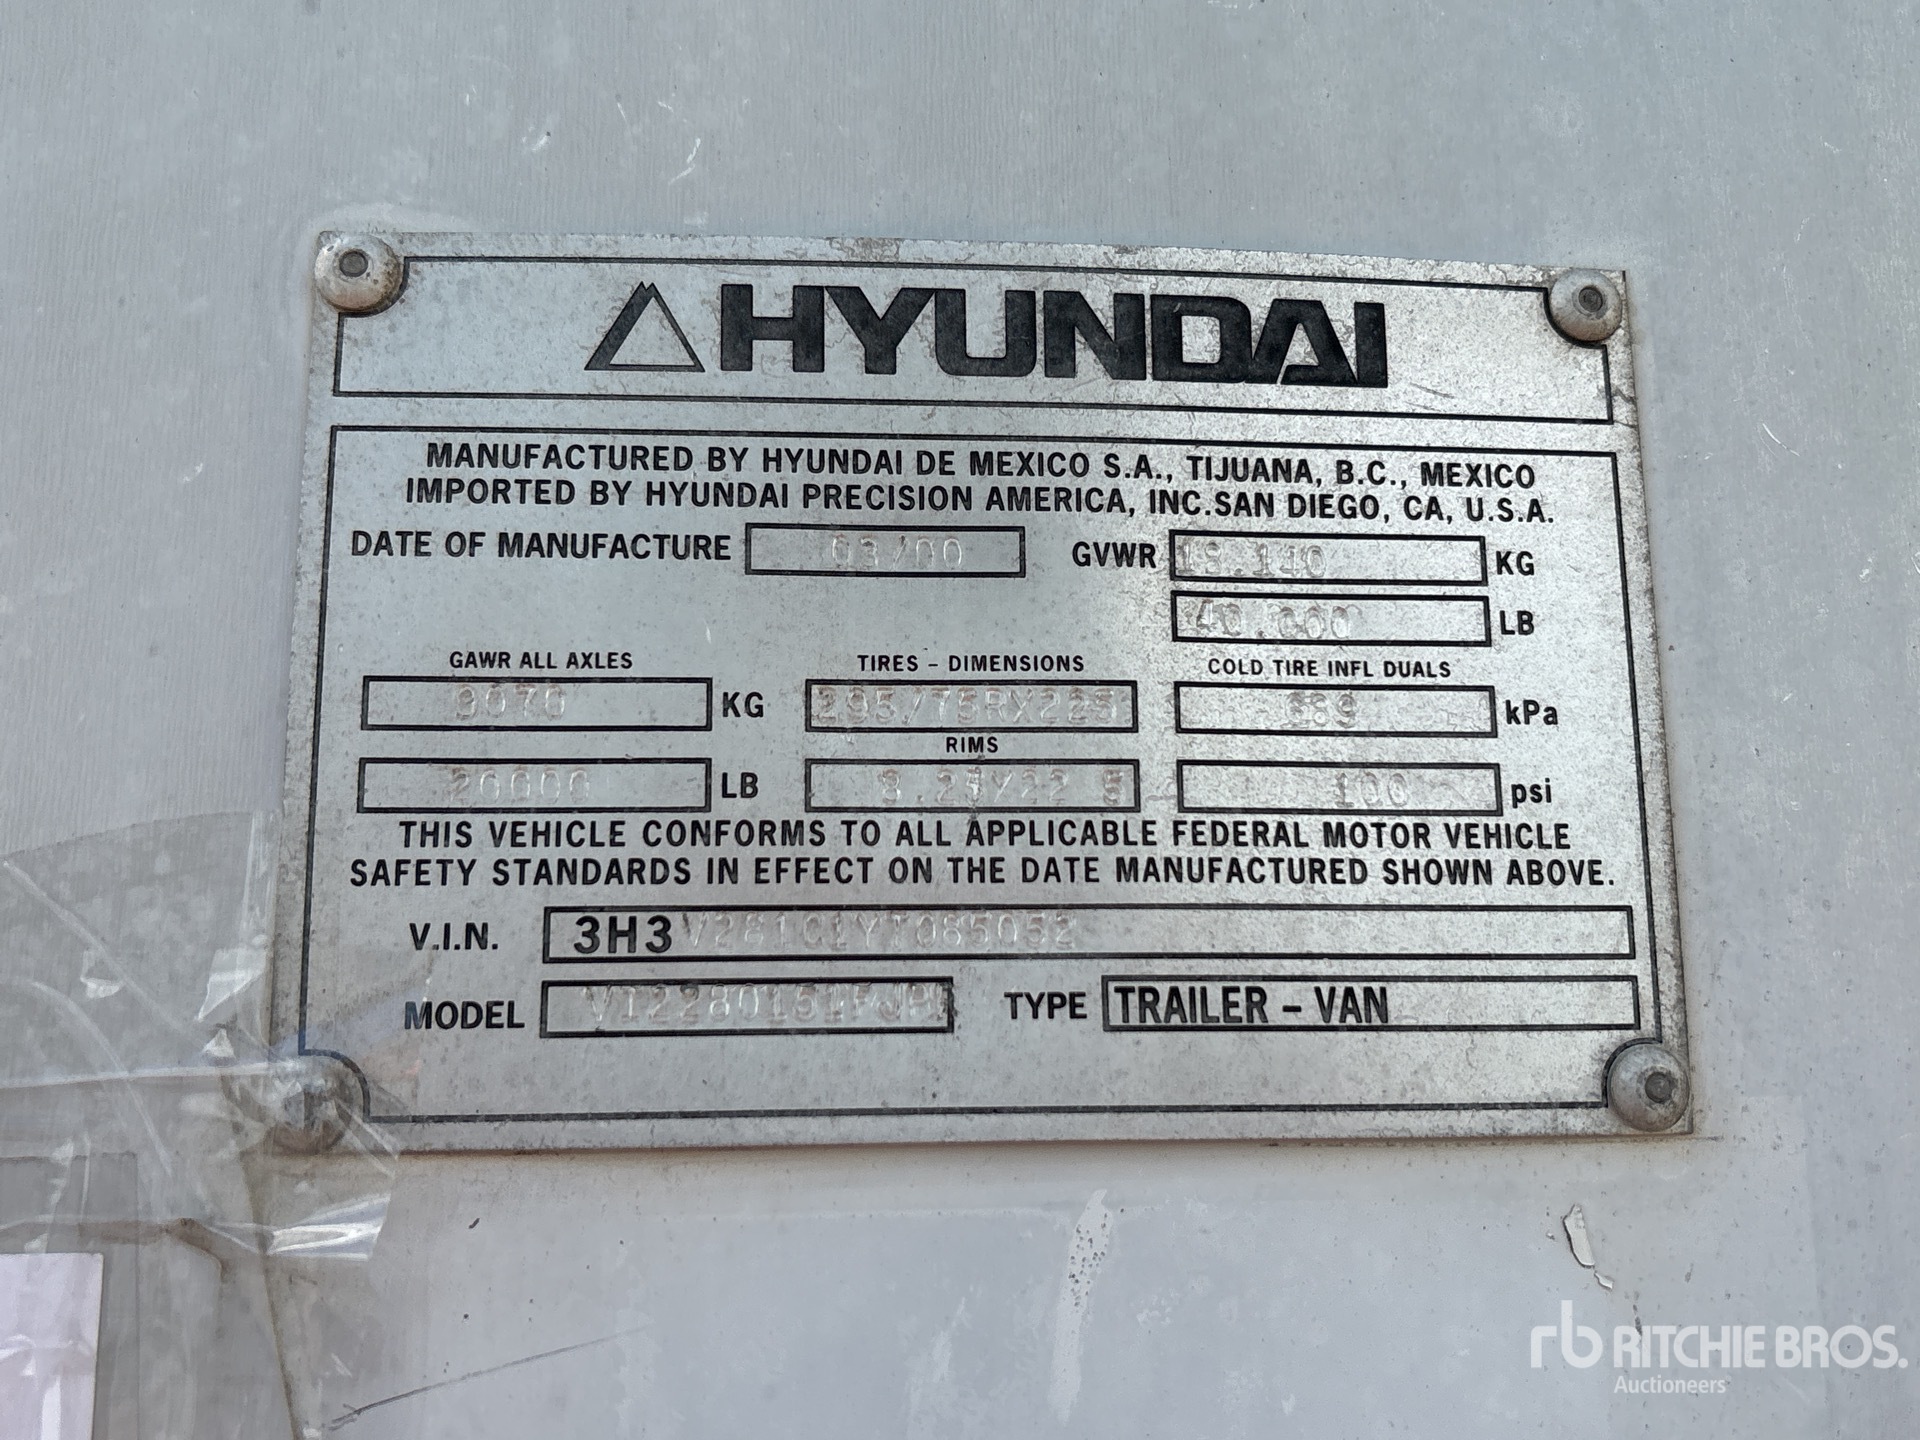 HYUNDAI
MANUFACTURED BY HYUNDAI DE MEXICO S.A., TIJUANA, B.C., MEXICO
IMPORTED BY HYUNDAI PRECISION AMERICA, INC.SAN DIEGO, CA, U.S.A.
DATE OF MANUFACTURE 03/00 GVWR 18.140 KG
40.000 LB
GAWR ALL AXLES TIRES - DIMENSIONS COLD TIRE INFL DUALS
9070 KG 295/75RX225 689 kPa
RIMS
20000 LB 8.25X22 5 100 psi
THIS VEHICLE CONFORMS TO ALL APPLICABLE FEDERAL MOTOR VEHICLE
SAFETY STANDARDS IN EFFECT ON THE DATE MANUFACTURED SHOWN ABOVE.
V.I.N. 3H3V281C1YT085052
MODEL TYPE TRAILER - VAN
rb RITCHIE BROS.
Auctioneers